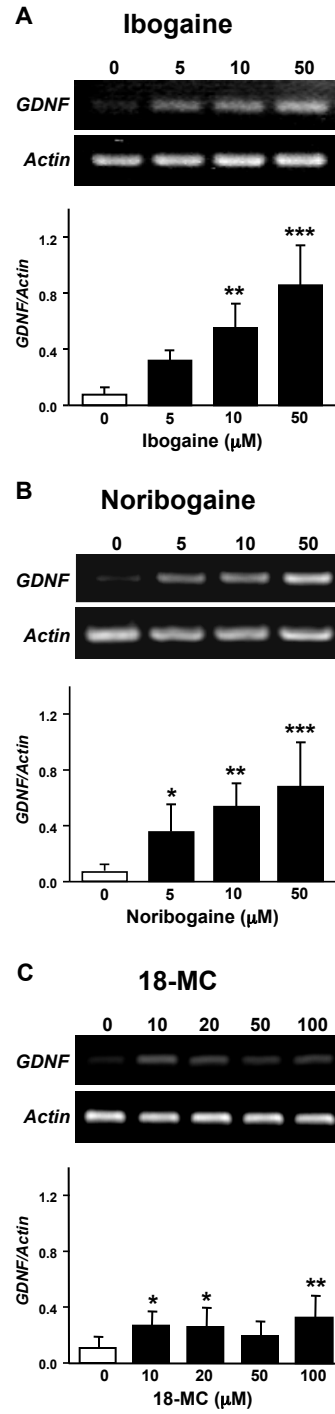 A
Ibogaine
0 5 10 50
GDNF
Actin
GDNF/Actin
1.2
0.8
0.4
0.0
** ***
0 5 10 50
Ibogaine (μM)
B
Noribogaine
0 5 10 50
GDNF
Actin
GDNF/Actin
1.2
0.8
0.4
0.0
* ** ***
0 5 10 50
Noribogaine (μM)
C
18-MC
0 10 20 50 100
GDNF
Actin
GDNF/Actin
1.2
0.8
0.4
0.0
* * **
0 10 20 50 100
18-MC (μM)